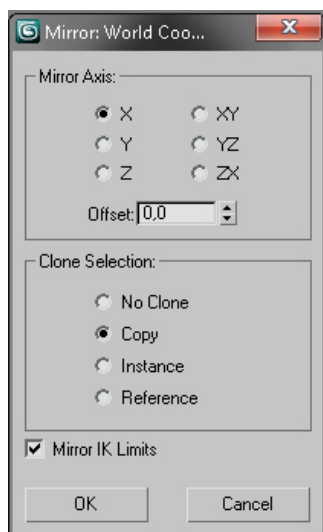 Mirror: World Coo...
Mirror Axis:
X XY
Y YZ
Z ZX
Offset: 0,0
Clone Selection:
No Clone
Copy
Instance
Reference
Mirror IK Limits
OK Cancel